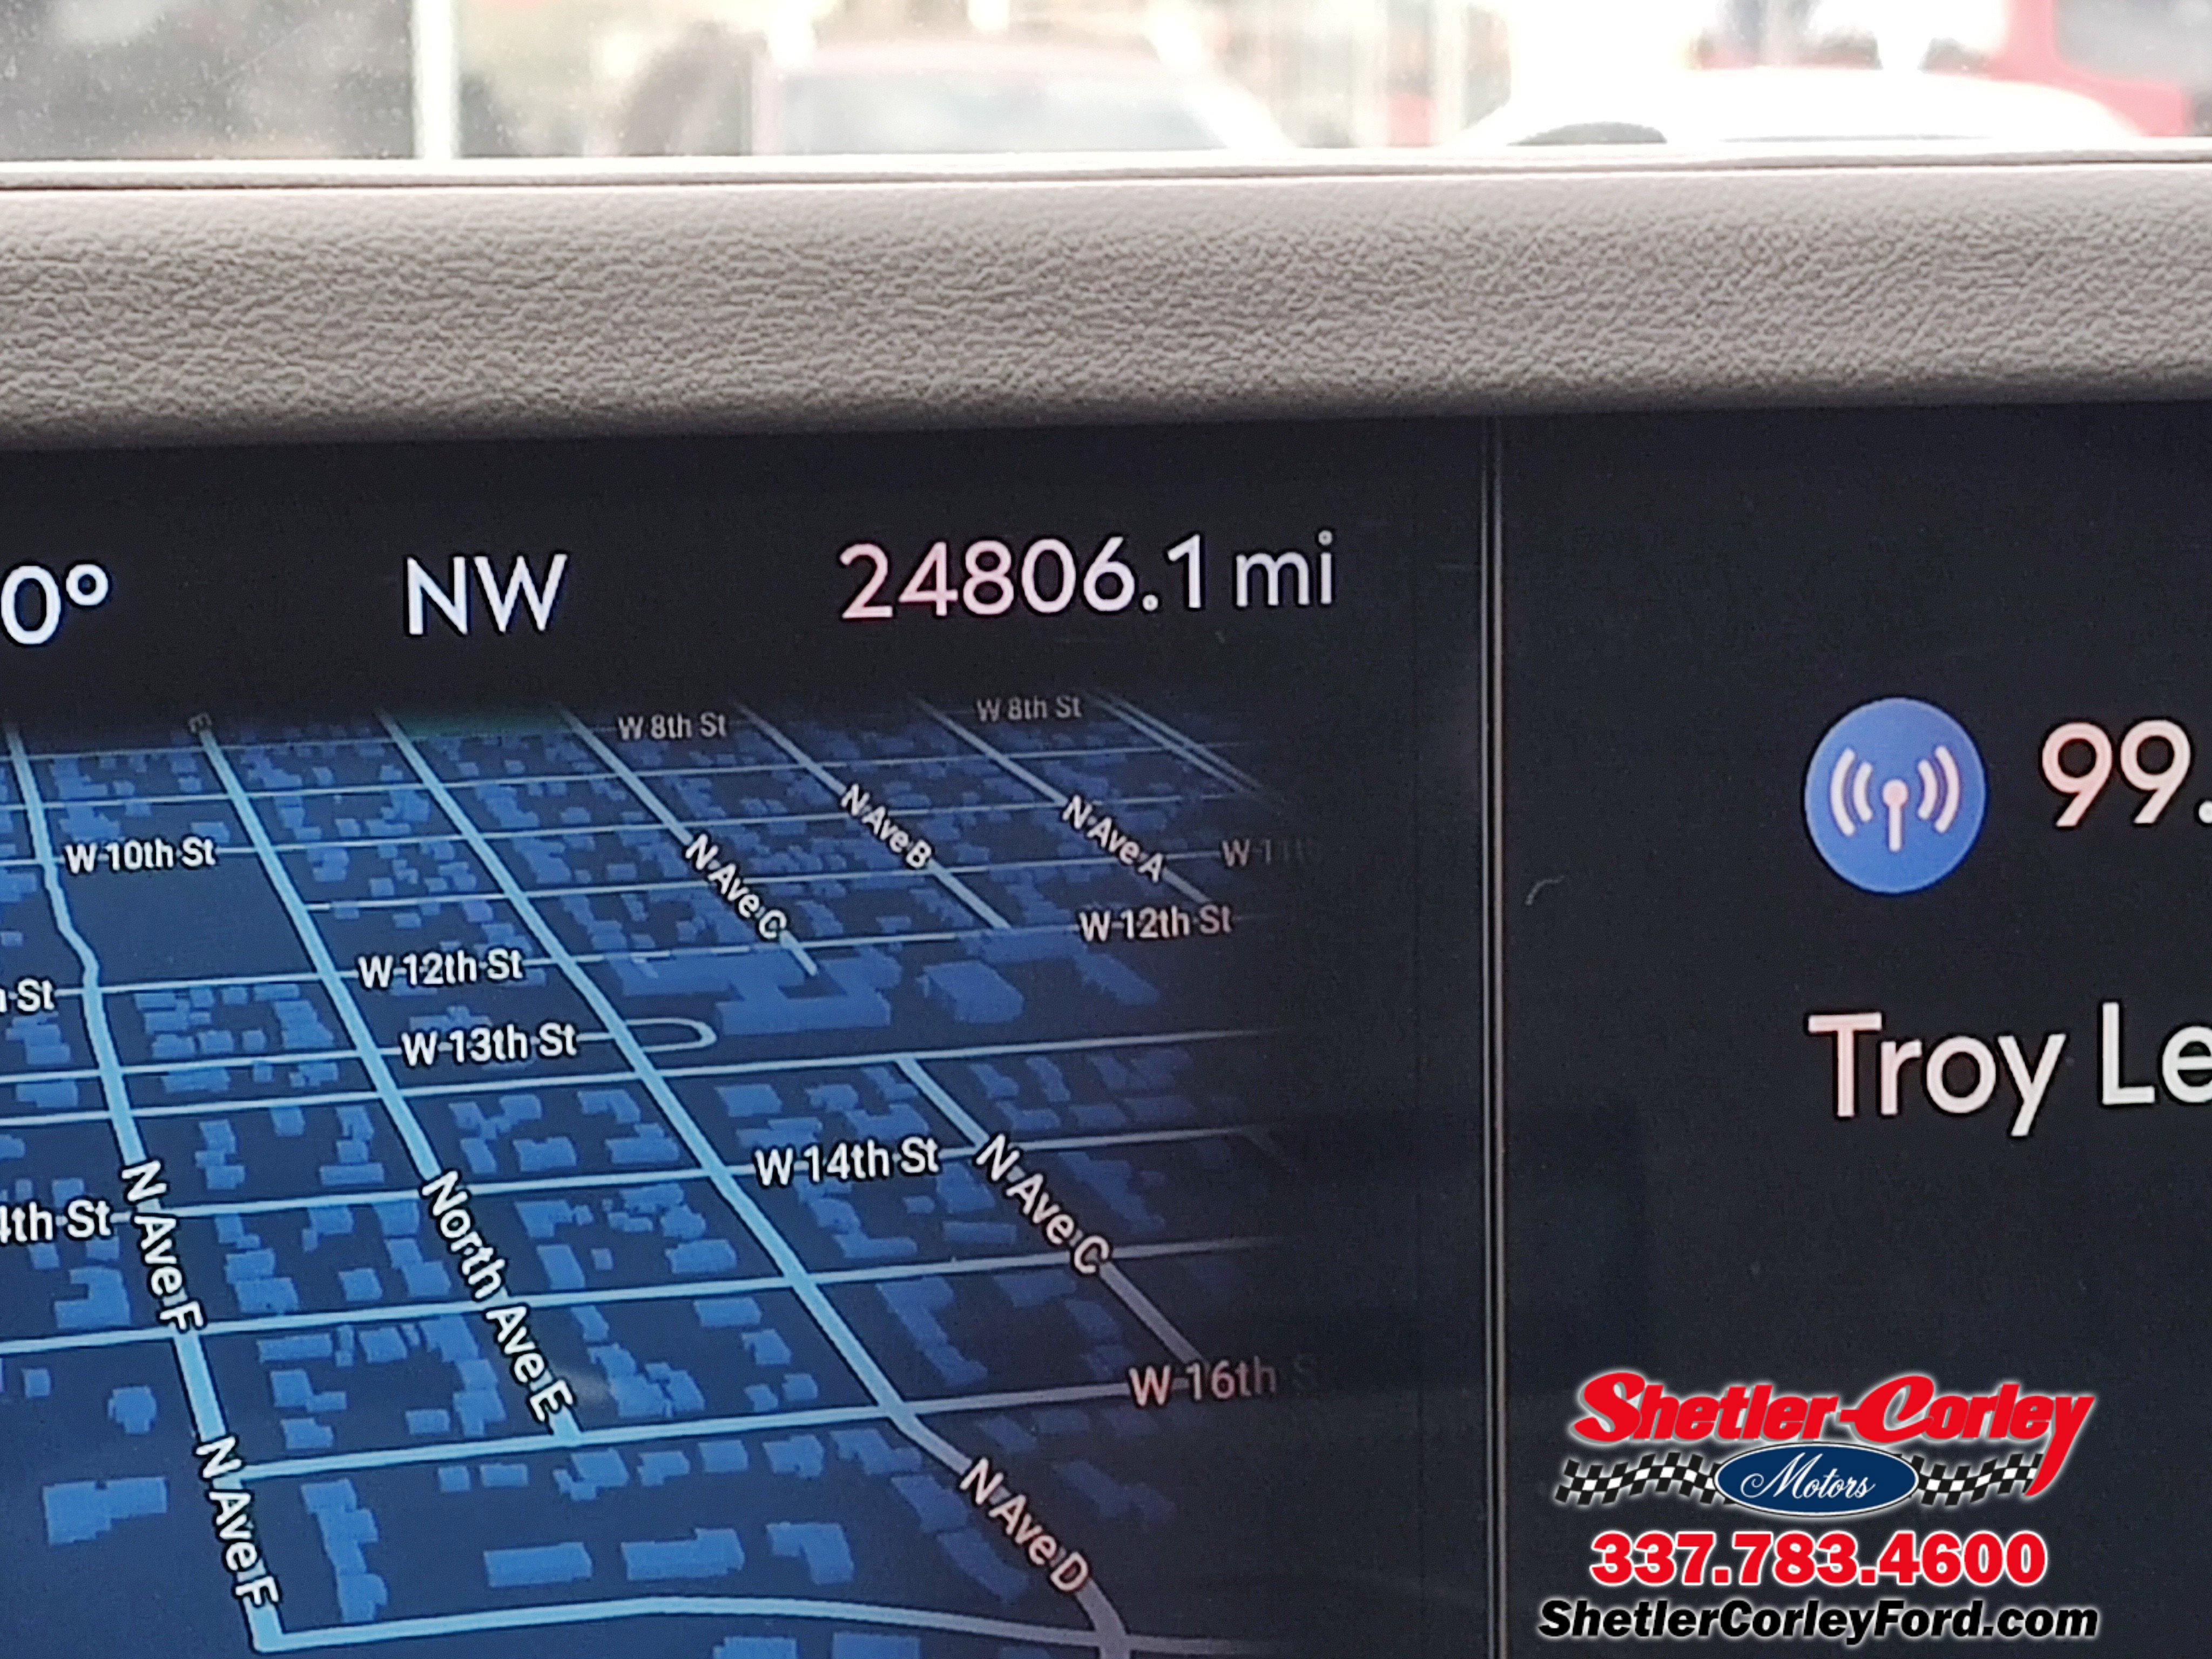 0°
NW
24806.1 mi
E
W 8th St
W 8th St
99.
N Ave B
N Ave A
W 10th St
N Ave C
W 11th
W 12th St
W 12th St
St
Troy Le
W 13th St
W 14th St
N Ave C
4th St
N Ave F
North Ave E
W 16th S
N Ave F
N Ave D
Shetler-Corley
Motors
337.783.4600
ShetlerCorleyFord.com